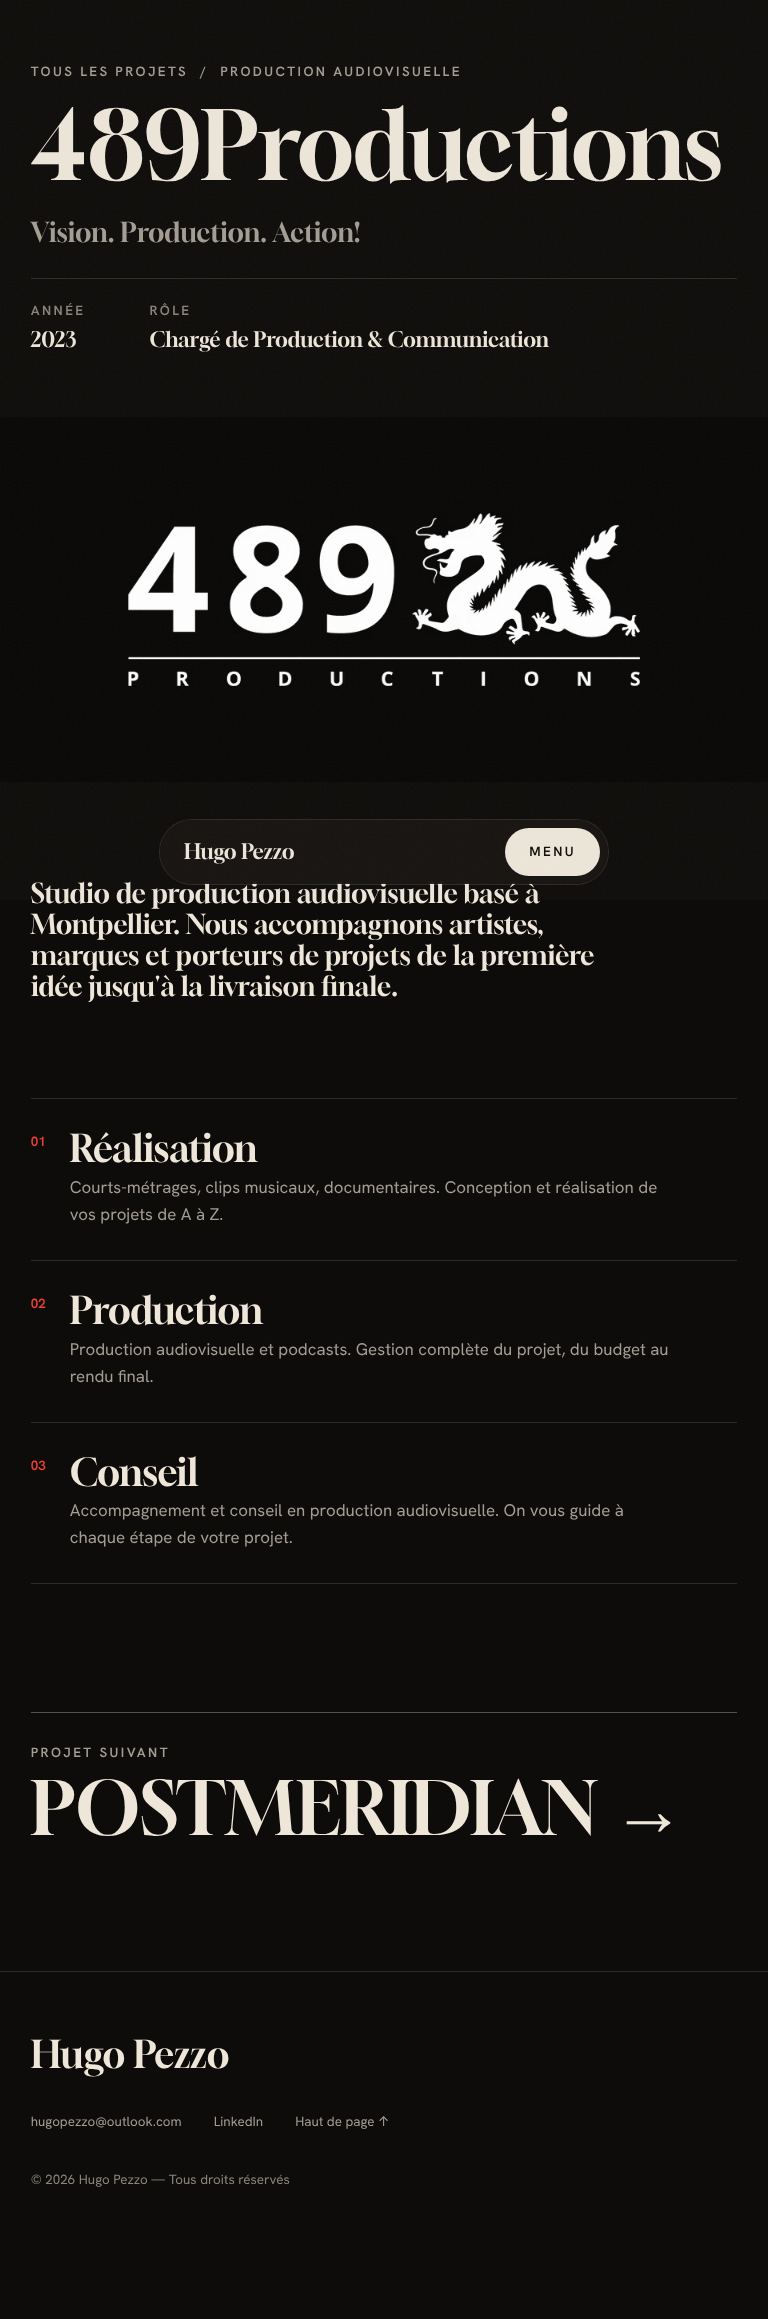 TOUS LES PROJETS / PRODUCTION AUDIOVISUELLE
489Productions
Vision. Production. Action!
ANNÉE
2023
RÔLE
Chargé de Production & Communication
489
PRODUCTIONS
Hugo Pezzo
MENU
Studio de production audiovisuelle basé à
Montpellier. Nous accompagnons artistes,
marques et porteurs de projets de la première
idée jusqu'à la livraison finale.
01
Réalisation
Courts-métrages, clips musicaux, documentaires. Conception et réalisation de
vos projets de A à Z.
02
Production
Production audiovisuelle et podcasts. Gestion complète du projet, du budget au
rendu final.
03
Conseil
Accompagnement et conseil en production audiovisuelle. On vous guide à
chaque étape de votre projet.
PROJET SUIVANT
POSTMERIDIAN →
Hugo Pezzo
hugopezzo@outlook.com LinkedIn Haut de page ↑
© 2026 Hugo Pezzo — Tous droits réservés